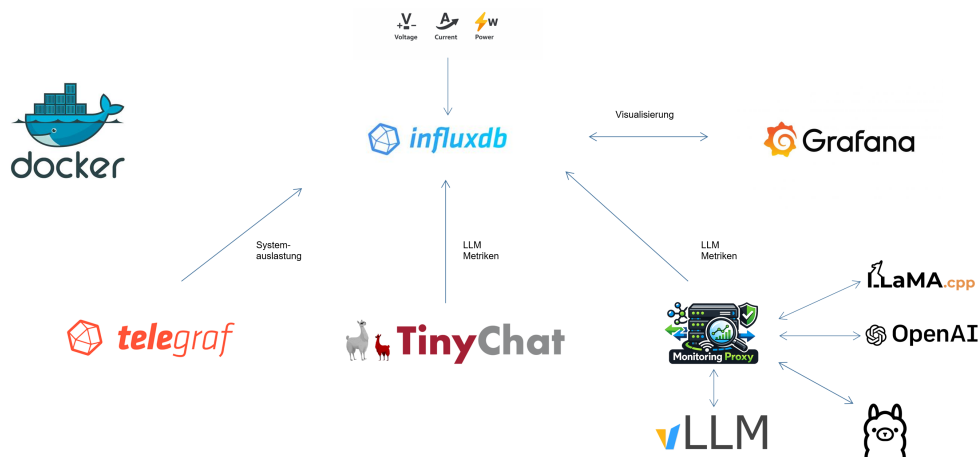 V
A
W
Voltage
Current
Power
docker
influxdb
Visualisierung
Grafana
System-
auslastung
LLM
Metriken
LLM
Metriken
telegraf
TinyChat
Monitoring Proxy
LLaMA.cpp
OpenAI
vLLM